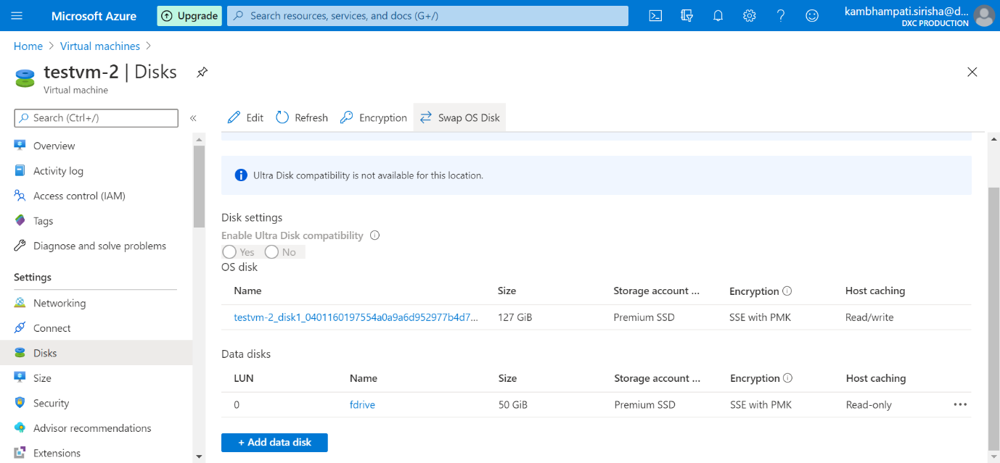 Microsoft Azure
Upgrade
Search resources, services, and docs (G+/)
kambhampati.sirisha@d...
DXC PRODUCTION
Home > Virtual machines >
testvm-2 | Disks
Virtual machine
Search (Ctrl+/)
«
Overview
Activity log
Access control (IAM)
Tags
Diagnose and solve problems
Settings
Networking
Connect
Disks
Size
Security
Advisor recommendations
Extensions
Edit Refresh Encryption Swap OS Disk
Ultra Disk compatibility is not available for this location.
Disk settings
Enable Ultra Disk compatibility
Yes No
OS disk
Name Size Storage account ... Encryption Host caching
testvm-2_disk1_0401160197554a0a9a6d952977b4d7... 127 GiB Premium SSD SSE with PMK Read/write
Data disks
LUN Name Size Storage account ... Encryption Host caching
0 fdrive 50 GiB Premium SSD SSE with PMK Read-only ...
+ Add data disk